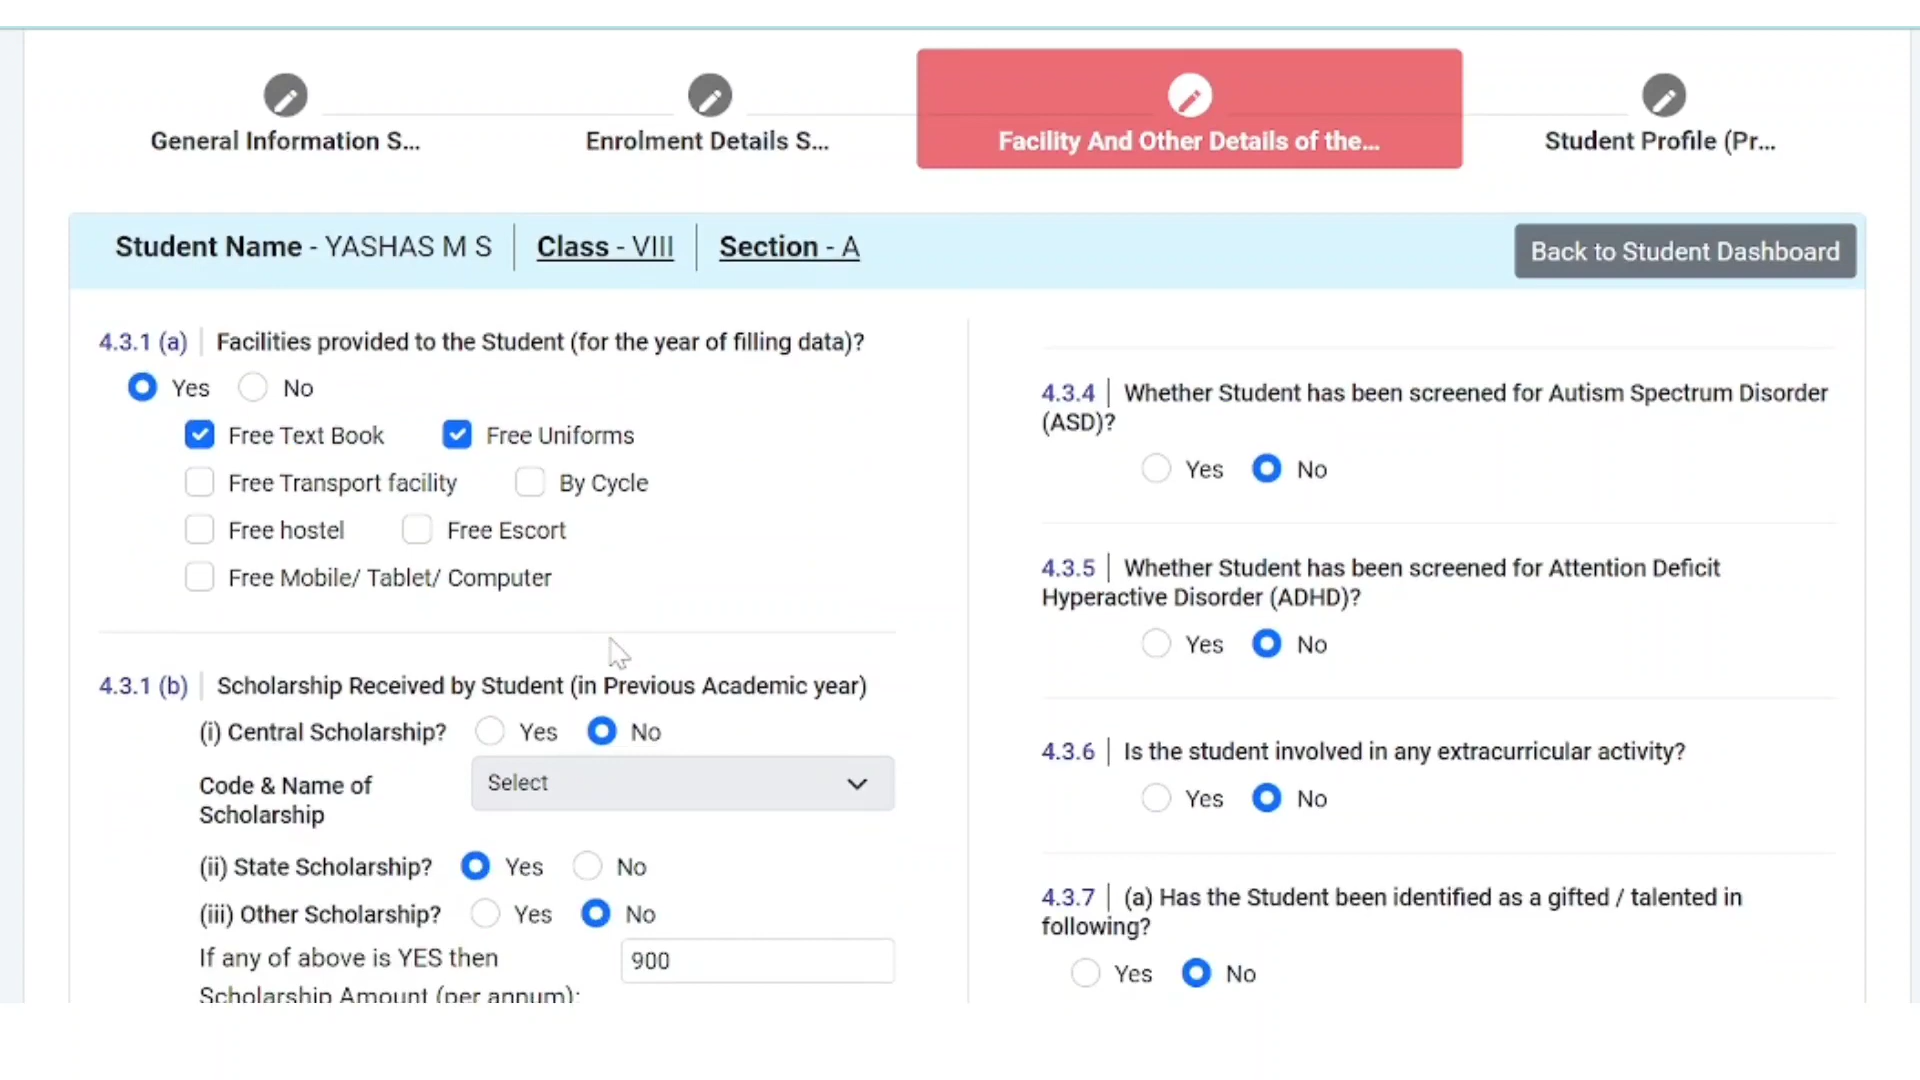 General Information S...
Enrolment Details S...
Facility And Other Details of the...
Student Profile (Pr...
Student Name - YASHAS M S
Class - VIII
Section - A
Back to Student Dashboard
4.3.1 (a) Facilities provided to the Student (for the year of filling data)?
Yes No
Free Text Book Free Uniforms
Free Transport facility By Cycle
Free hostel Free Escort
Free Mobile/ Tablet/ Computer
4.3.1 (b) Scholarship Received by Student (in Previous Academic year)
(i) Central Scholarship? Yes No
Code & Name of
Scholarship
Select
(ii) State Scholarship? Yes No
(iii) Other Scholarship? Yes No
If any of above is YES then
Scholarship Amount (per annum):
900
4.3.4 Whether Student has been screened for Autism Spectrum Disorder
(ASD)?
Yes No
4.3.5 Whether Student has been screened for Attention Deficit
Hyperactive Disorder (ADHD)?
Yes No
4.3.6 Is the student involved in any extracurricular activity?
Yes No
4.3.7 (a) Has the Student been identified as a gifted / talented in
following?
Yes No